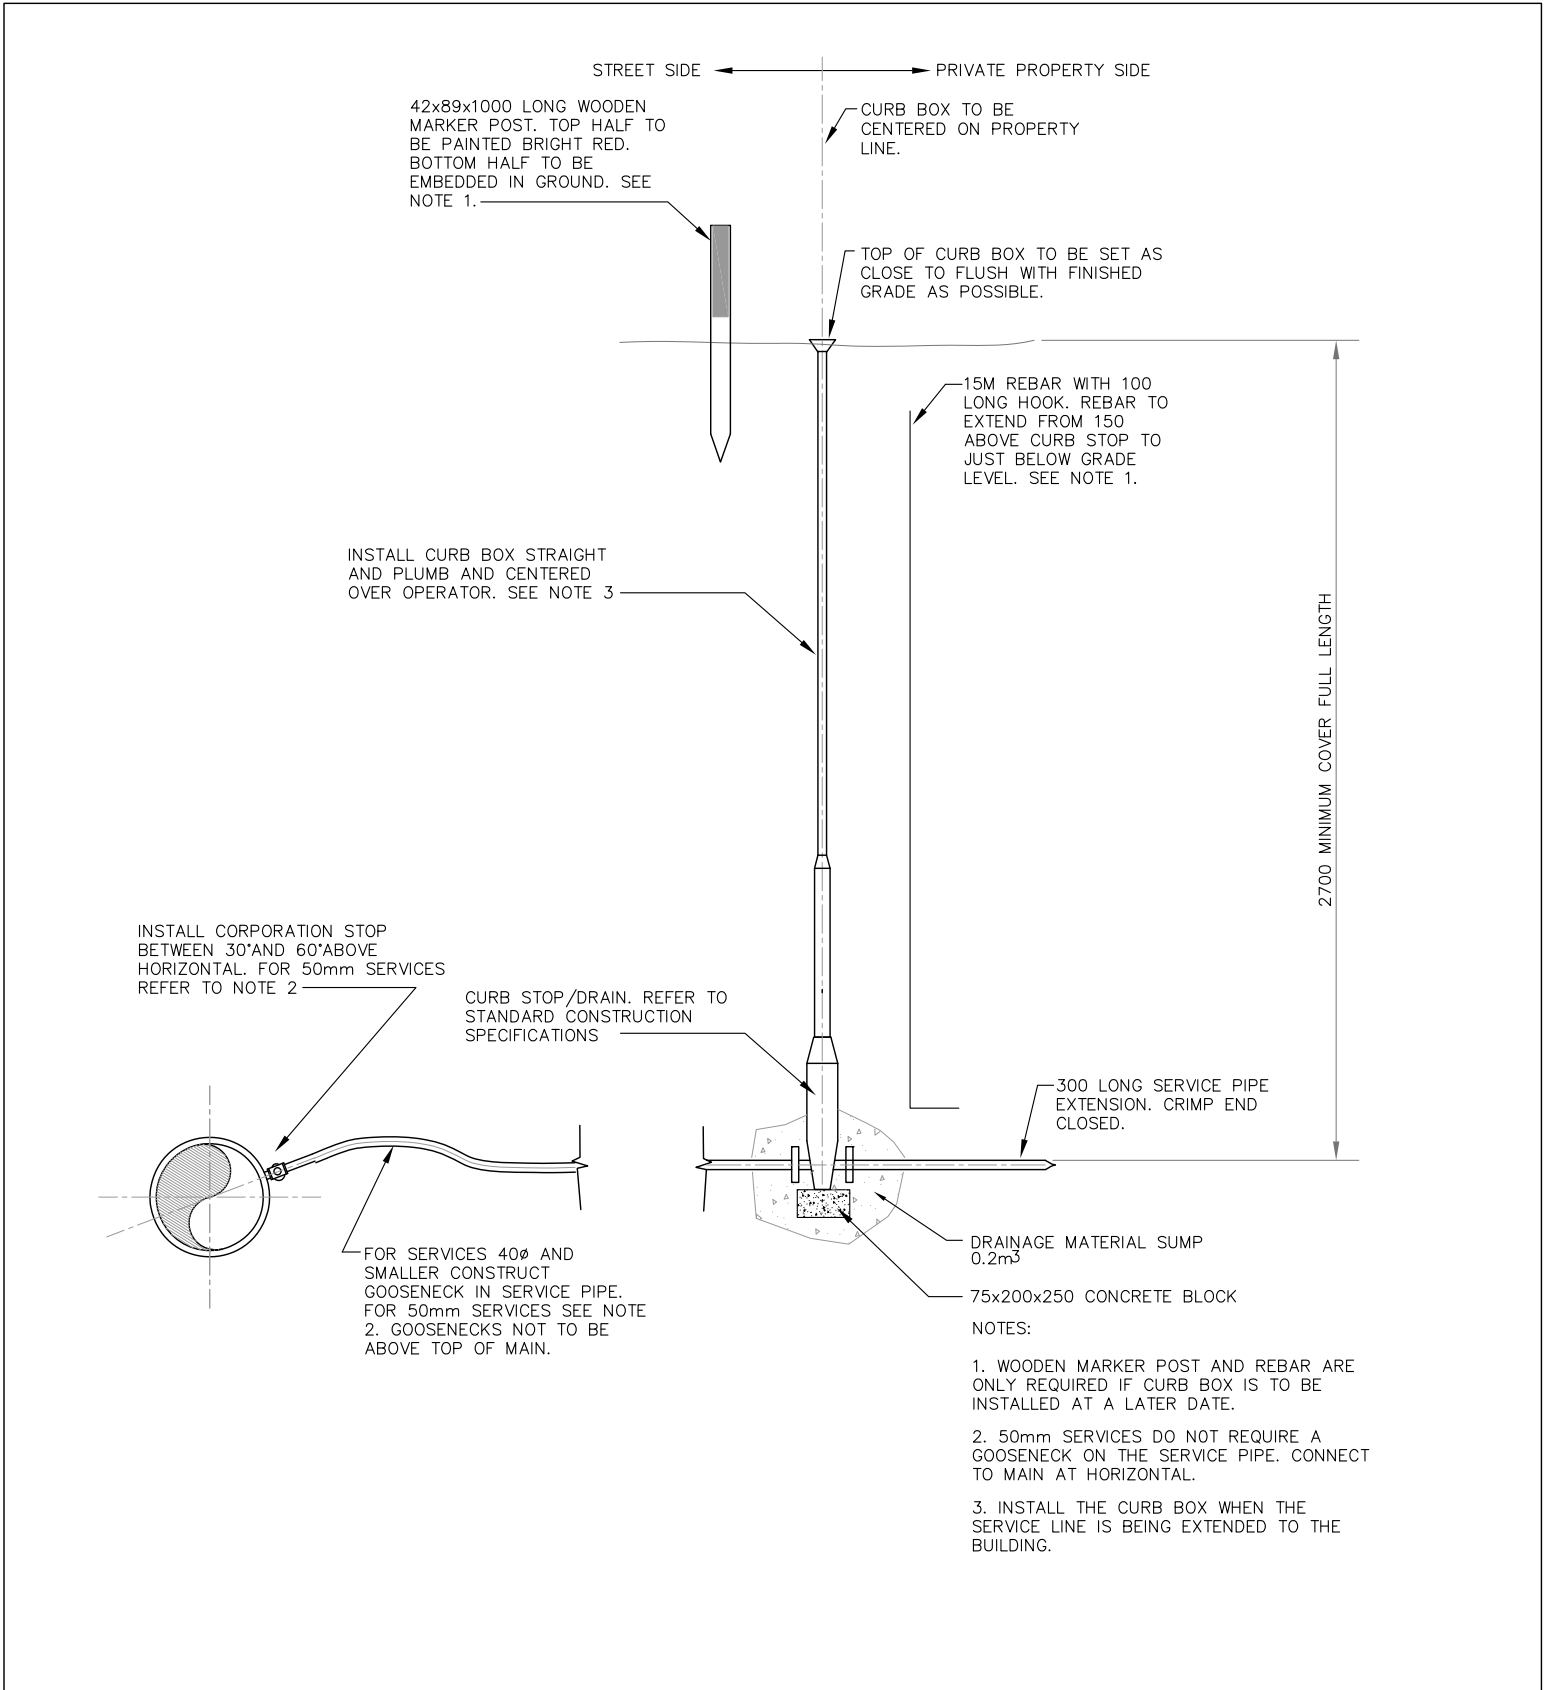 STREET SIDE
PRIVATE PROPERTY SIDE
42x89x1000 LONG WOODEN
MARKER POST. TOP HALF TO
BE PAINTED BRIGHT RED.
BOTTOM HALF TO BE
EMBEDDED IN GROUND. SEE
NOTE 1.
CURB BOX TO BE
CENTERED ON PROPERTY
LINE.
TOP OF CURB BOX TO BE SET AS
CLOSE TO FLUSH WITH FINISHED
GRADE AS POSSIBLE.
15M REBAR WITH 100
LONG HOOK. REBAR TO
EXTEND FROM 150
ABOVE CURB STOP TO
JUST BELOW GRADE
LEVEL. SEE NOTE 1.
INSTALL CURB BOX STRAIGHT
AND PLUMB AND CENTERED
OVER OPERATOR. SEE NOTE 3
2700 MINIMUM COVER FULL LENGTH
INSTALL CORPORATION STOP
BETWEEN 30°AND 60°ABOVE
HORIZONTAL. FOR 50mm SERVICES
REFER TO NOTE 2
CURB STOP/DRAIN. REFER TO
STANDARD CONSTRUCTION
SPECIFICATIONS
300 LONG SERVICE PIPE
EXTENSION. CRIMP END
CLOSED.
FOR SERVICES 40ø AND
SMALLER CONSTRUCT
GOOSENECK IN SERVICE PIPE.
FOR 50mm SERVICES SEE NOTE
2. GOOSENECKS NOT TO BE
ABOVE TOP OF MAIN.
DRAINAGE MATERIAL SUMP
0.2m³
75x200x250 CONCRETE BLOCK
NOTES:
1. WOODEN MARKER POST AND REBAR ARE
ONLY REQUIRED IF CURB BOX IS TO BE
INSTALLED AT A LATER DATE.
2. 50mm SERVICES DO NOT REQUIRE A
GOOSENECK ON THE SERVICE PIPE. CONNECT
TO MAIN AT HORIZONTAL.
3. INSTALL THE CURB BOX WHEN THE
SERVICE LINE IS BEING EXTENDED TO THE
BUILDING.